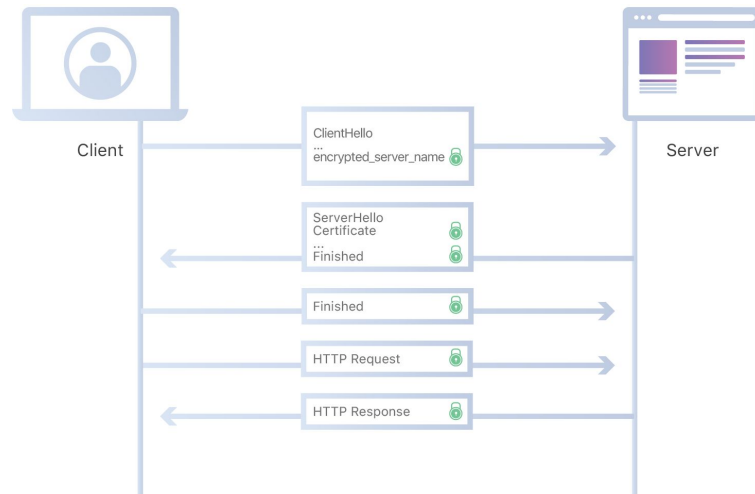 Client
Server
ClientHello
...
encrypted_server_name
ServerHello
Certificate
...
Finished
Finished
HTTP Request
HTTP Response